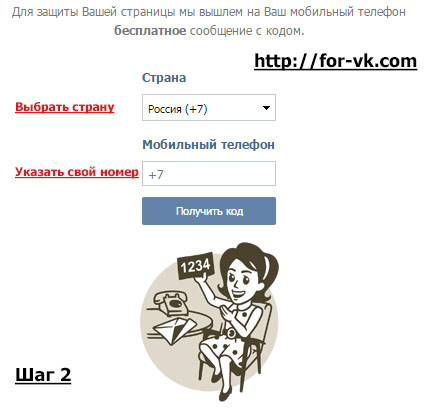 Для защиты Вашей страницы мы вышлем на Ваш мобильный телефон
бесплатное сообщение с кодом.
http://for-vk.com
Страна
Выбрать страну
Россия (+7)
Мобильный телефон
Указать свой номер
+7
Получить код
1234
Шаг 2